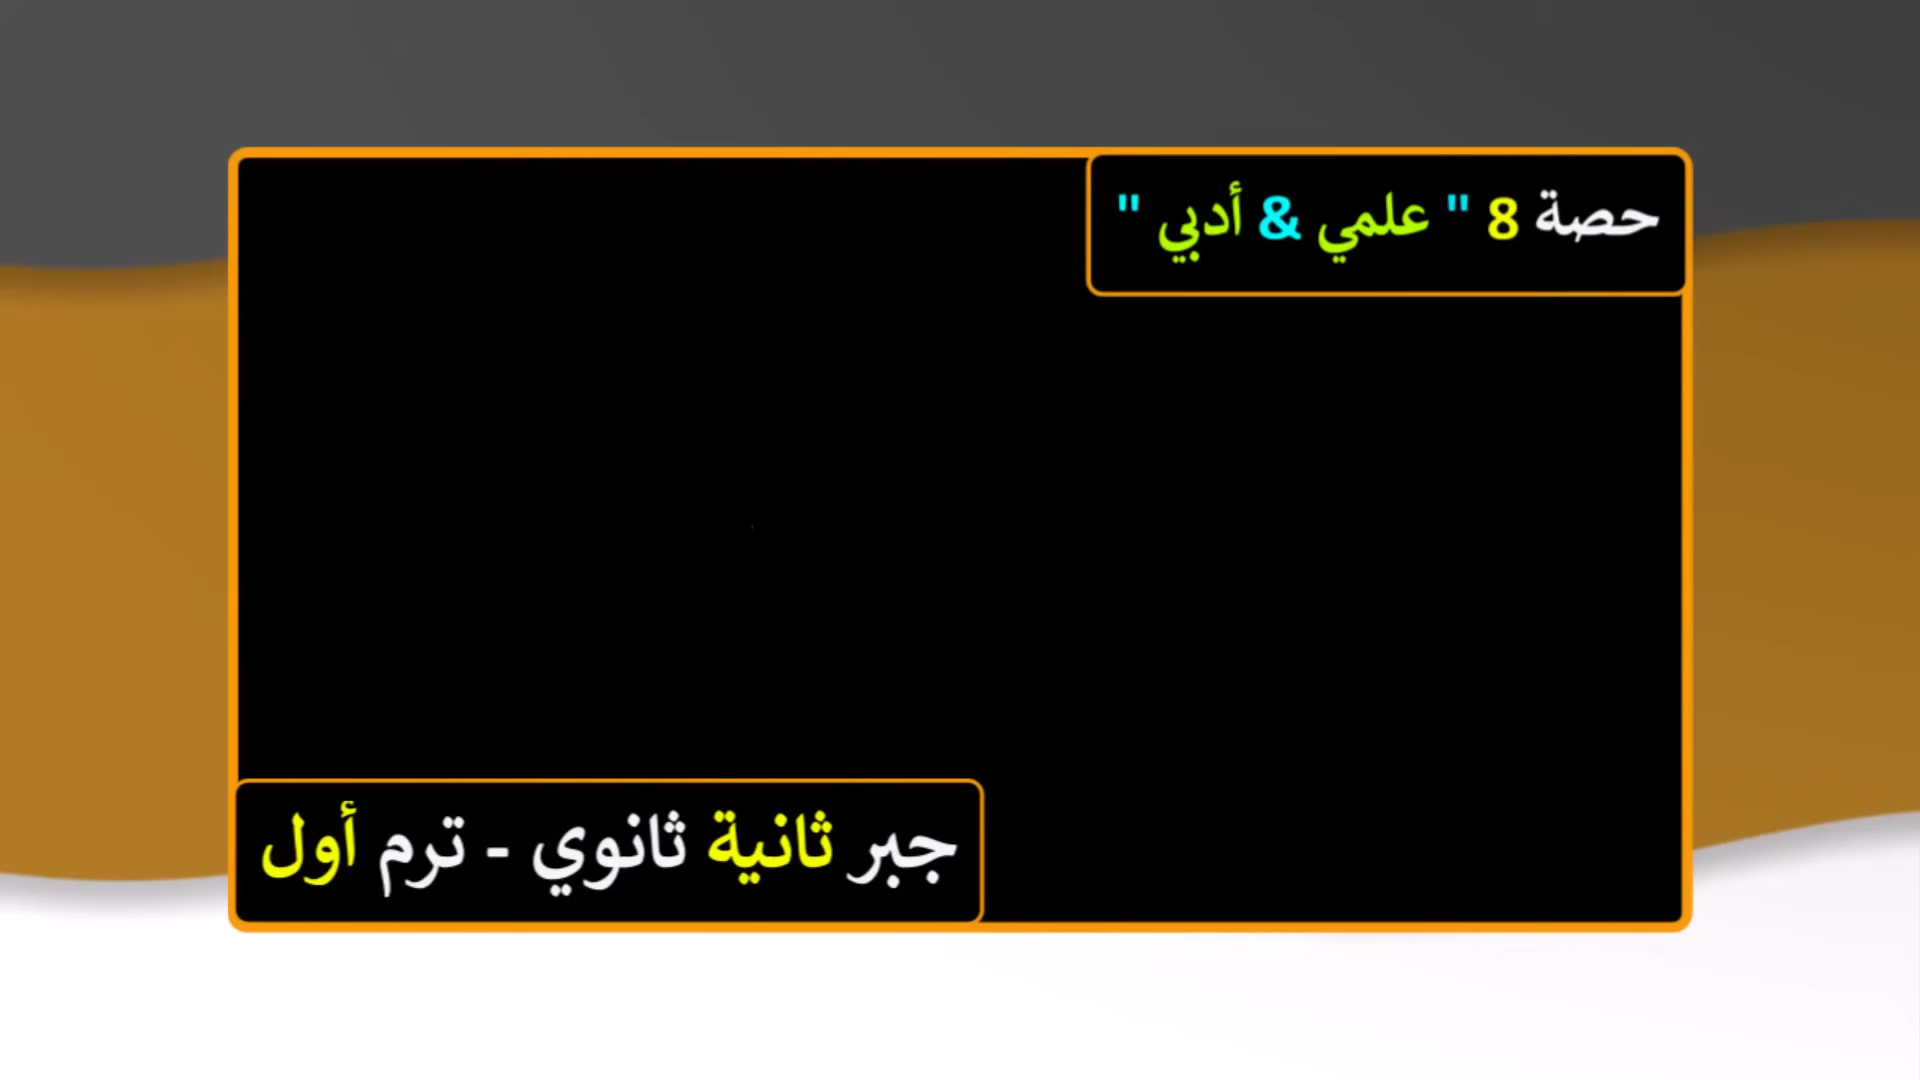 حصة 8 " علمي & أدبي "
جبر ثانية ثانوي - ترم أول